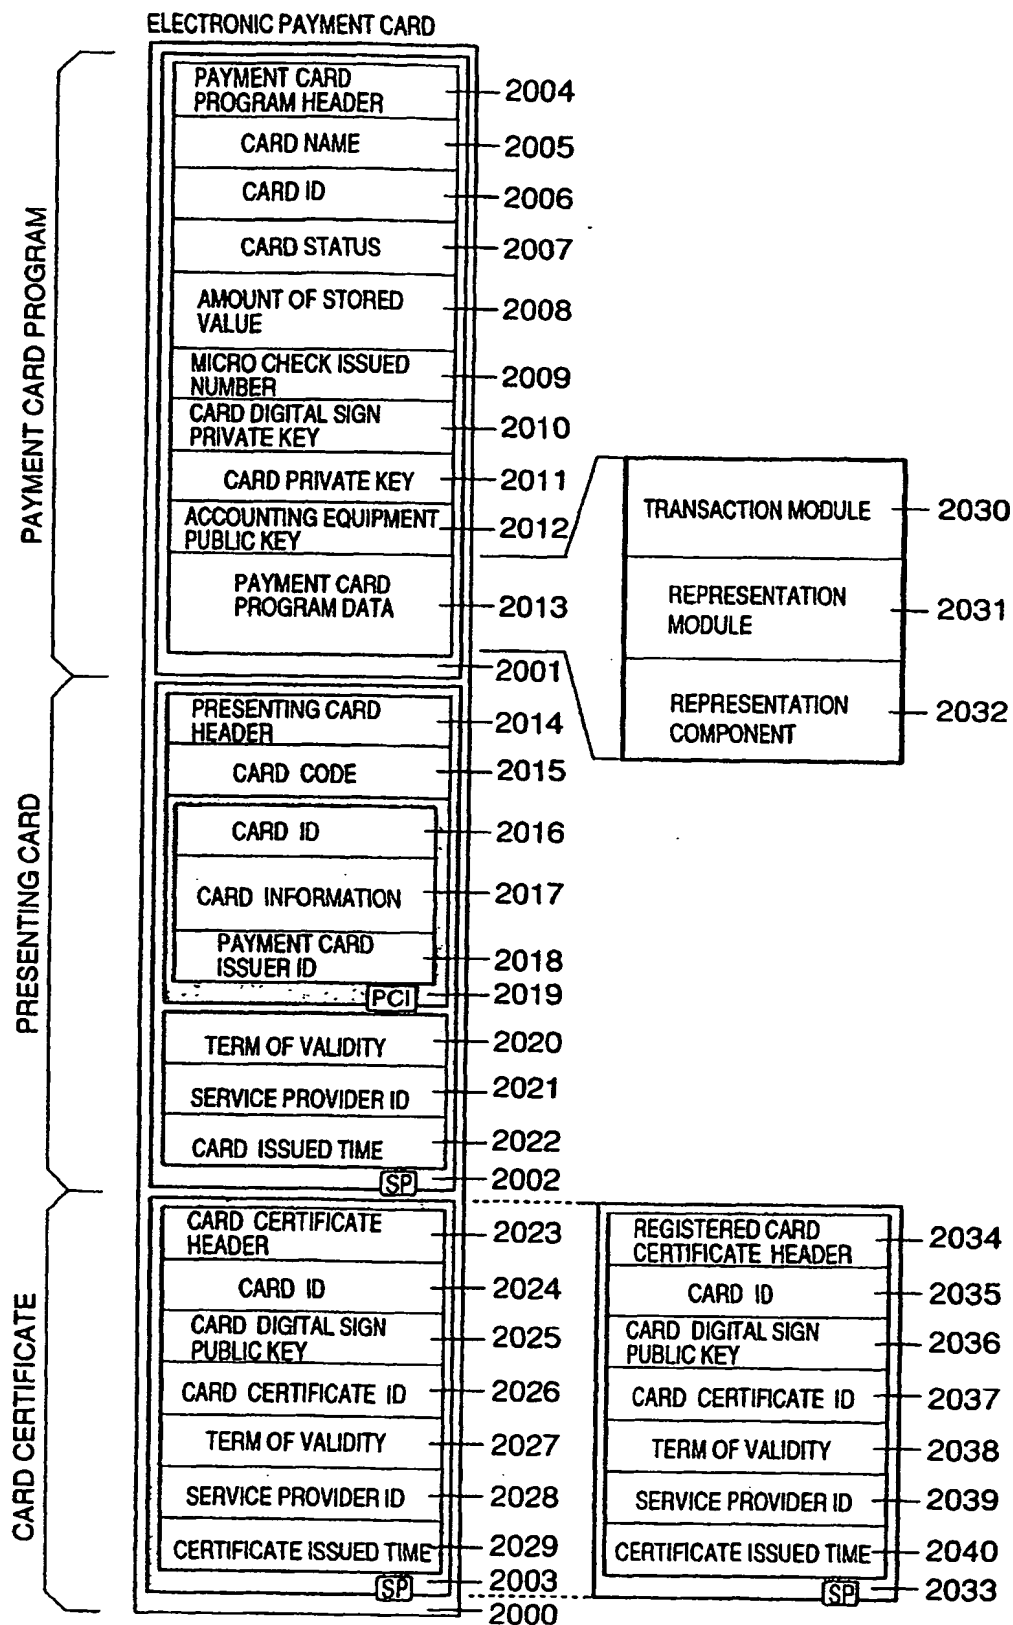 ELECTRONIC PAYMENT CARD
PAYMENT CARD PROGRAM
PAYMENT CARD
PROGRAM HEADER
2004
CARD NAME
2005
CARD ID
2006
CARD STATUS
2007
AMOUNT OF STORED
VALUE
2008
MICRO CHECK ISSUED
NUMBER
2009
CARD DIGITAL SIGN
PRIVATE KEY
2010
CARD PRIVATE KEY
2011
ACCOUNTING EQUIPMENT
PUBLIC KEY
2012
PAYMENT CARD
PROGRAM DATA
2013
2001
TRANSACTION MODULE
2030
REPRESENTATION
MODULE
2031
REPRESENTATION
COMPONENT
2032
PRESENTING CARD
PRESENTING CARD
HEADER
2014
CARD CODE
2015
CARD ID
2016
CARD INFORMATION
2017
PAYMENT CARD
ISSUER ID
2018
PCI
2019
TERM OF VALIDITY
2020
SERVICE PROVIDER ID
2021
CARD ISSUED TIME
2022
SP
2002
CARD CERTIFICATE
CARD CERTIFICATE
HEADER
2023
CARD ID
2024
CARD DIGITAL SIGN
PUBLIC KEY
2025
CARD CERTIFICATE ID
2026
TERM OF VALIDITY
2027
SERVICE PROVIDER ID
2028
CERTIFICATE ISSUED TIME
2029
SP
2003
2000
REGISTERED CARD
CERTIFICATE HEADER
2034
CARD ID
2035
CARD DIGITAL SIGN
PUBLIC KEY
2036
CARD CERTIFICATE ID
2037
TERM OF VALIDITY
2038
SERVICE PROVIDER ID
2039
CERTIFICATE ISSUED TIME
2040
SP
2033